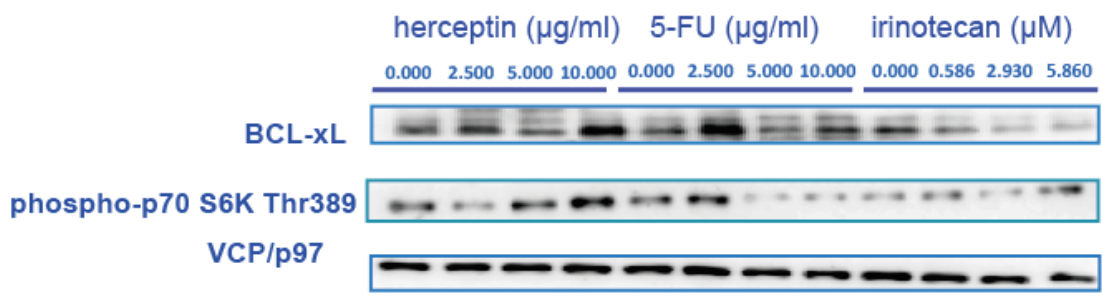 herceptin (µg/ml) 5-FU (µg/ml) irinotecan (µM)
0.000 2.500 5.000 10.000 0.000 2.500 5.000 10.000 0.000 0.586 2.930 5.860
BCL-xL
phospho-p70 S6K Thr389
VCP/p97